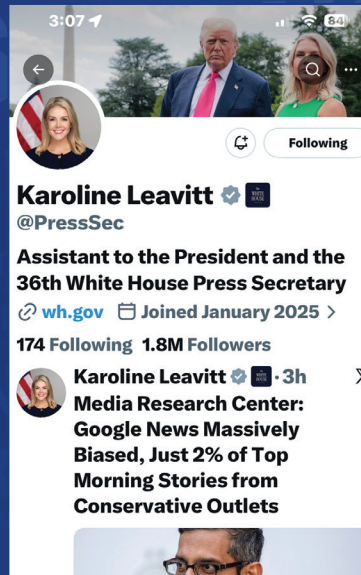 3:07
84
Following
Karoline Leavitt
@PressSec
Assistant to the President and the
36th White House Press Secretary
wh.gov Joined January 2025 >
174 Following 1.8M Followers
Karoline Leavitt · 3h
Media Research Center:
Google News Massively
Biased, Just 2% of Top
Morning Stories from
Conservative Outlets